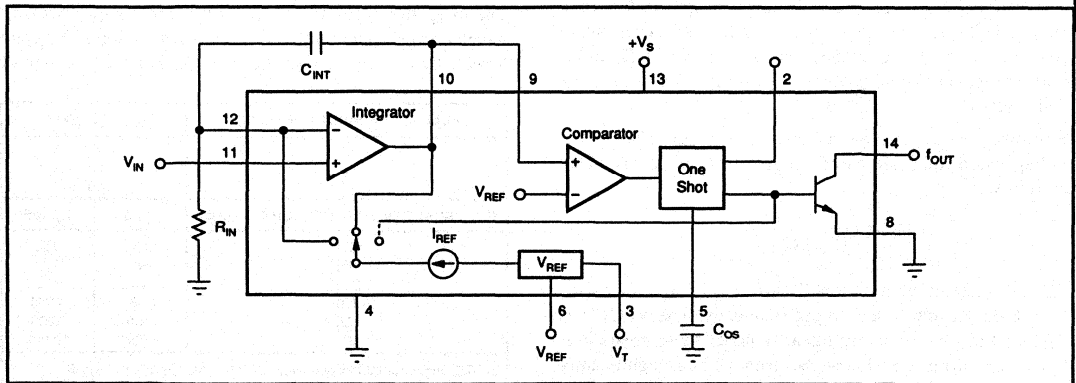 +V_S
C_INT
10
9
13
2
Integrator
12
−
Comparator
V_IN
11
+
14
f_OUT
+
One
Shot
V_REF
−
R_IN
8
I_REF
V_REF
4
6
3
5
C_OS
V_REF
V_T